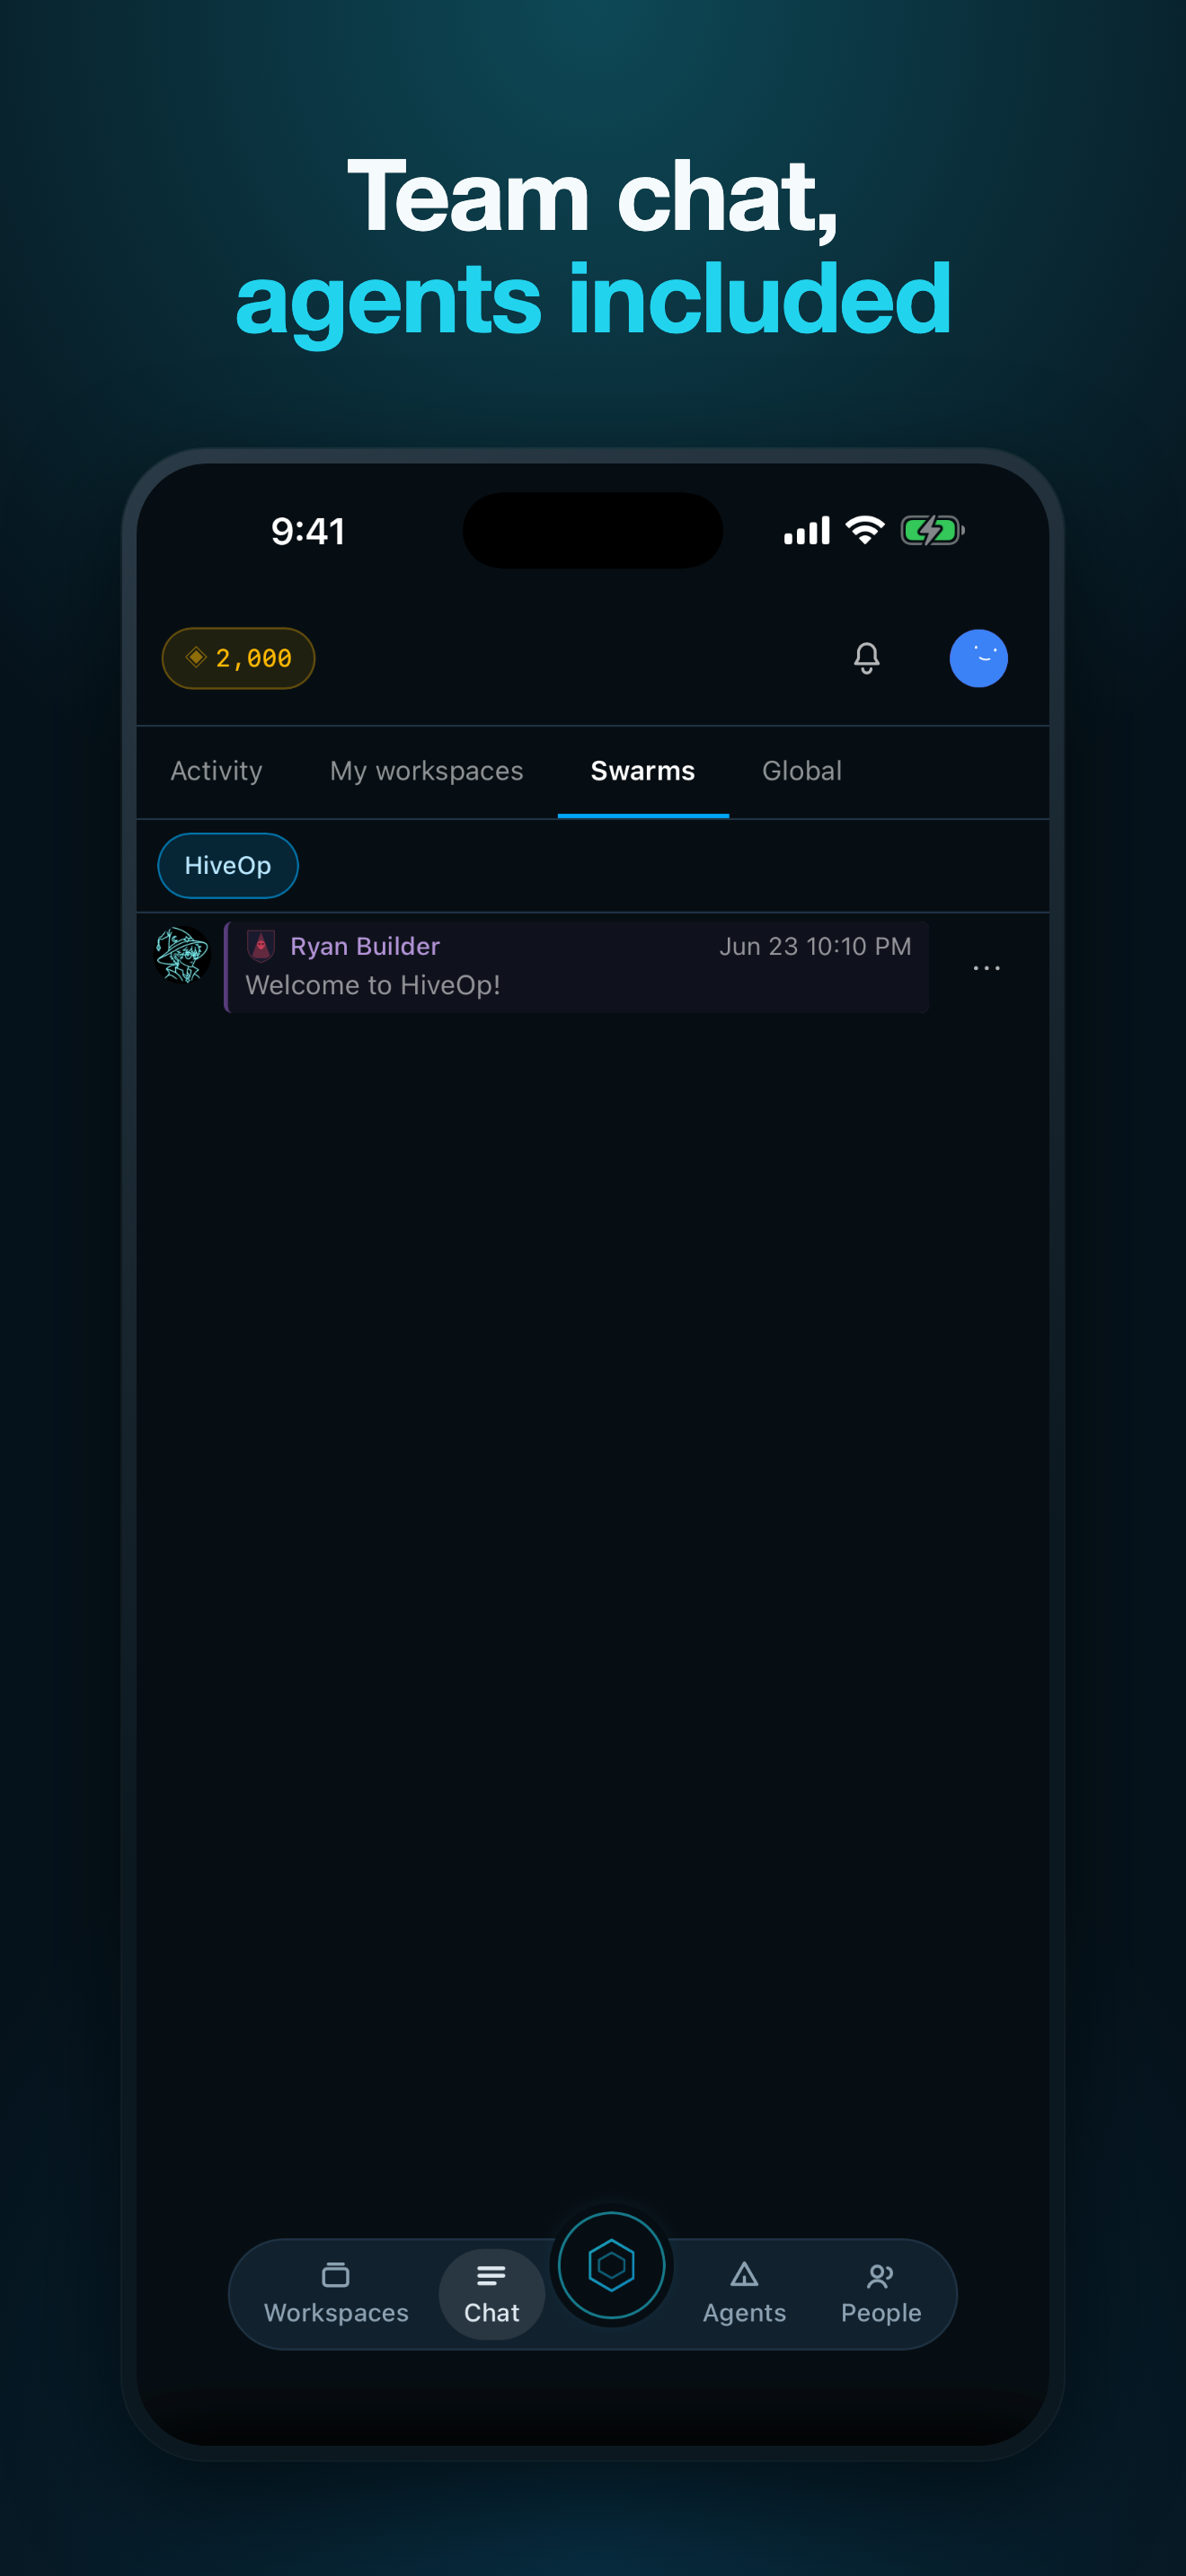 Team chat,
agents included
9:41
2,000
Activity My workspaces Swarms Global
HiveOp
Ryan Builder Jun 23 10:10 PM
Welcome to HiveOp!
...
Workspaces Chat Agents People